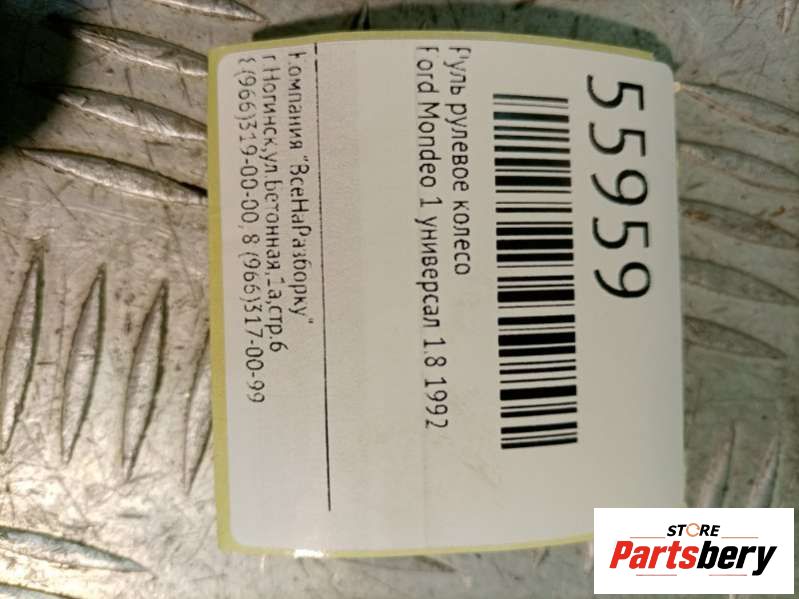 55959
Руль рулевое колесо
Ford Mondeo 1 универсал 1.8 1992
Компания "ВсеНаРазборку"
г.Ногинск,ул.Бетонная,1а,стр.6
8(966)319-00-00, 8 (966)317-00-99
STORE
Partsbery